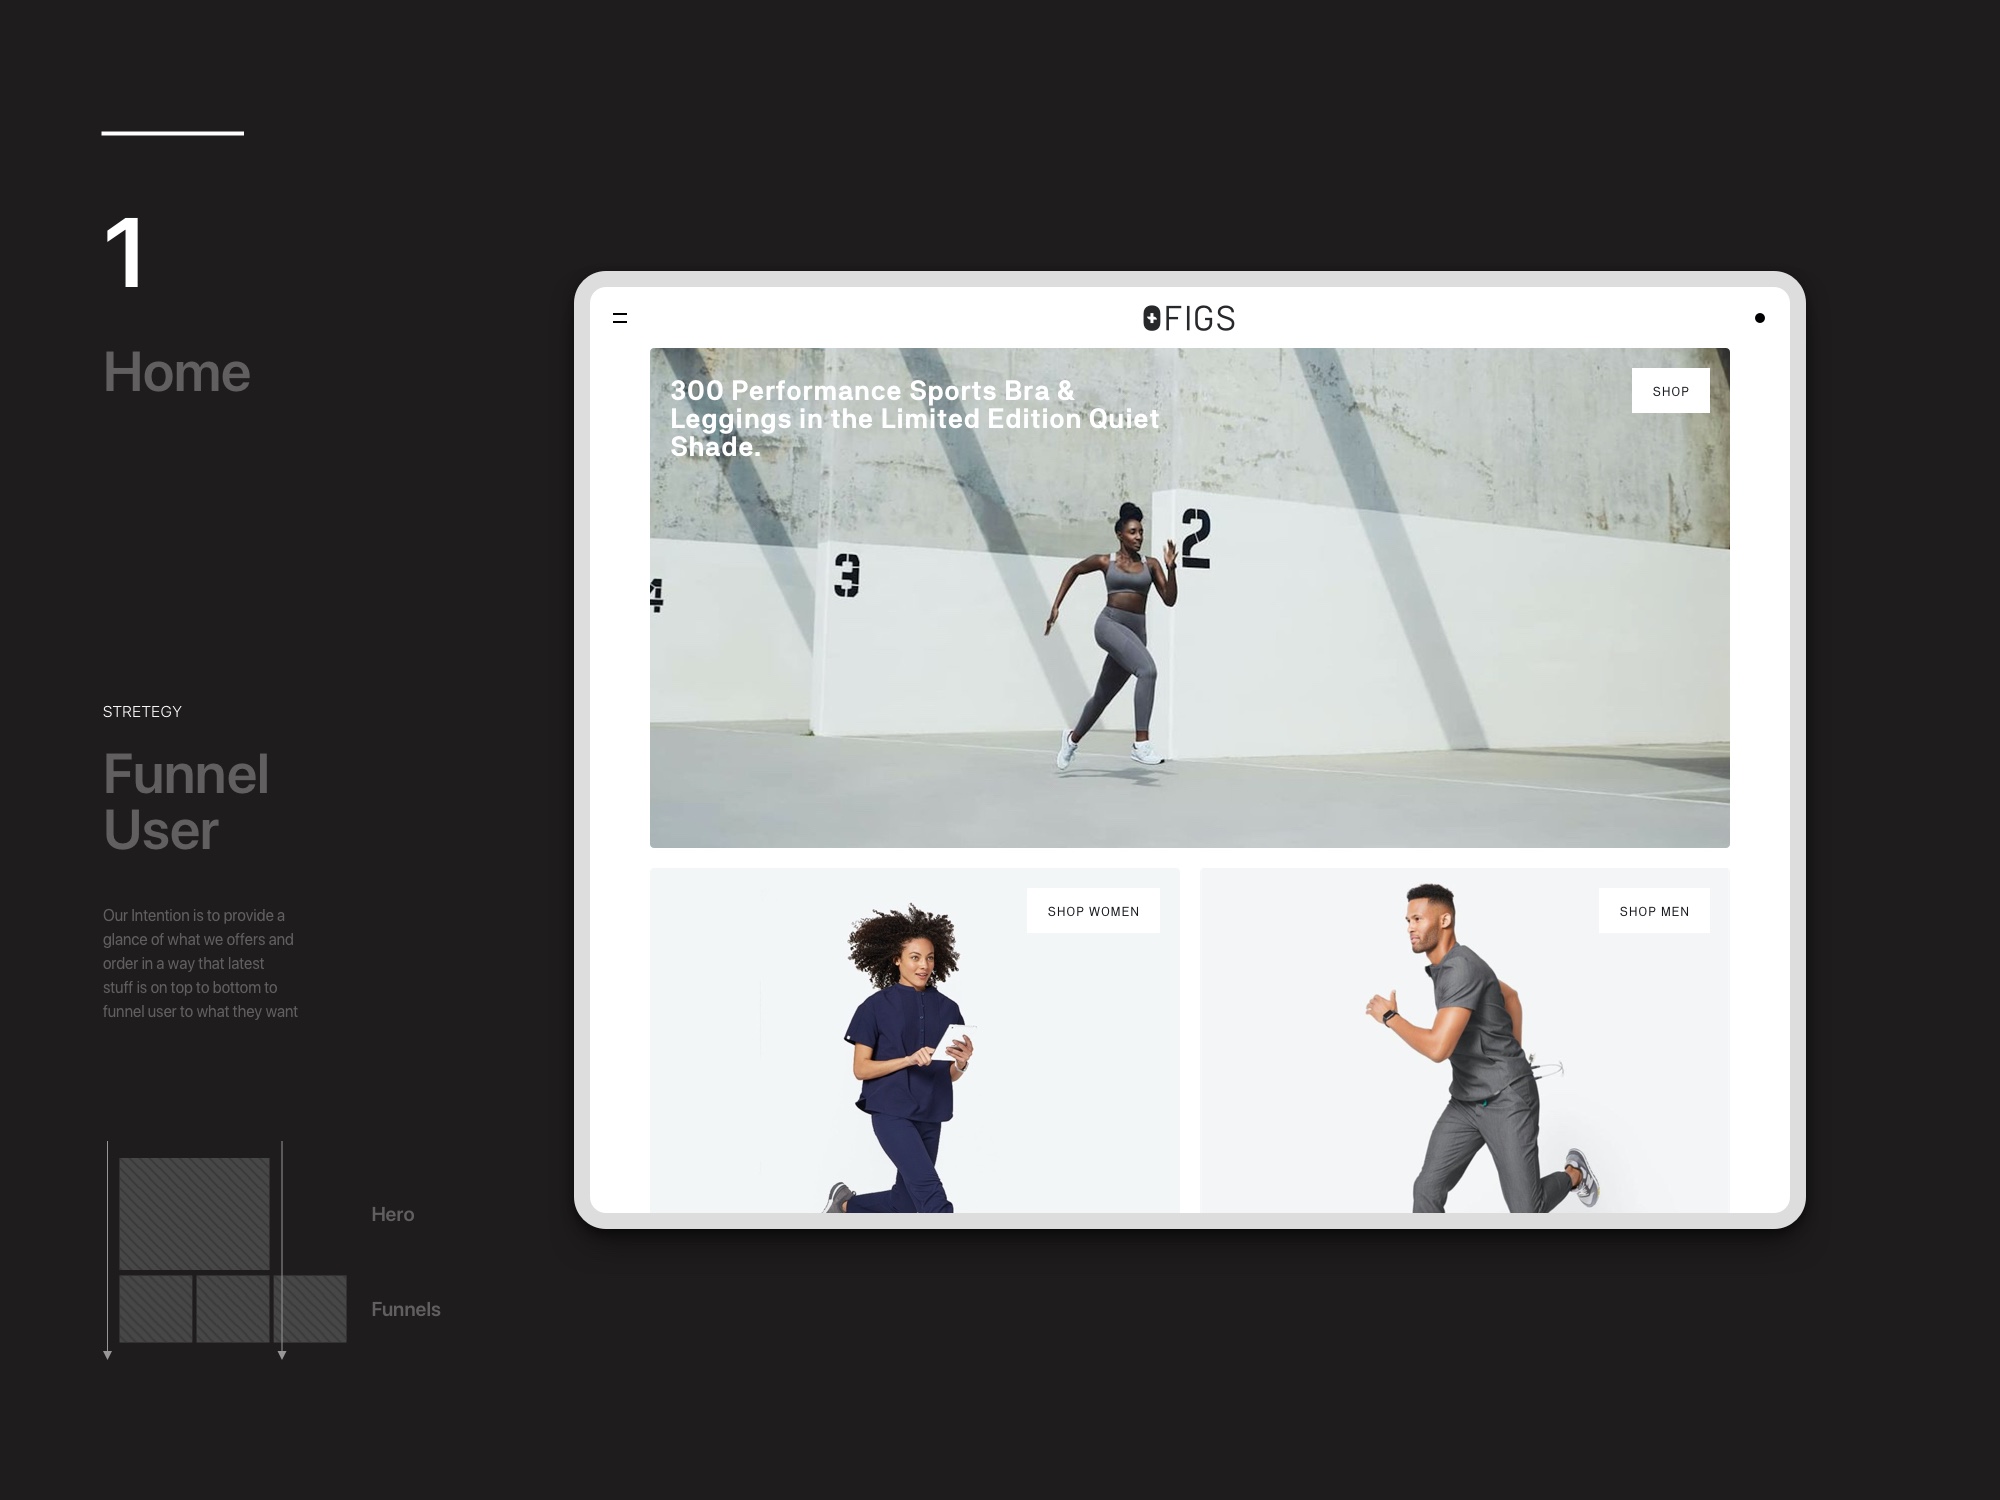 1
Home
STRETEGY
Funnel
User
Our Intention is to provide a
glance of what we offers and
order in a way that latest
stuff is on top to bottom to
funnel user to what they want
Hero
Funnels
FIGS
300 Performance Sports Bra &
Leggings in the Limited Edition Quiet
Shade.
SHOP
4
3
2
SHOP WOMEN
SHOP MEN